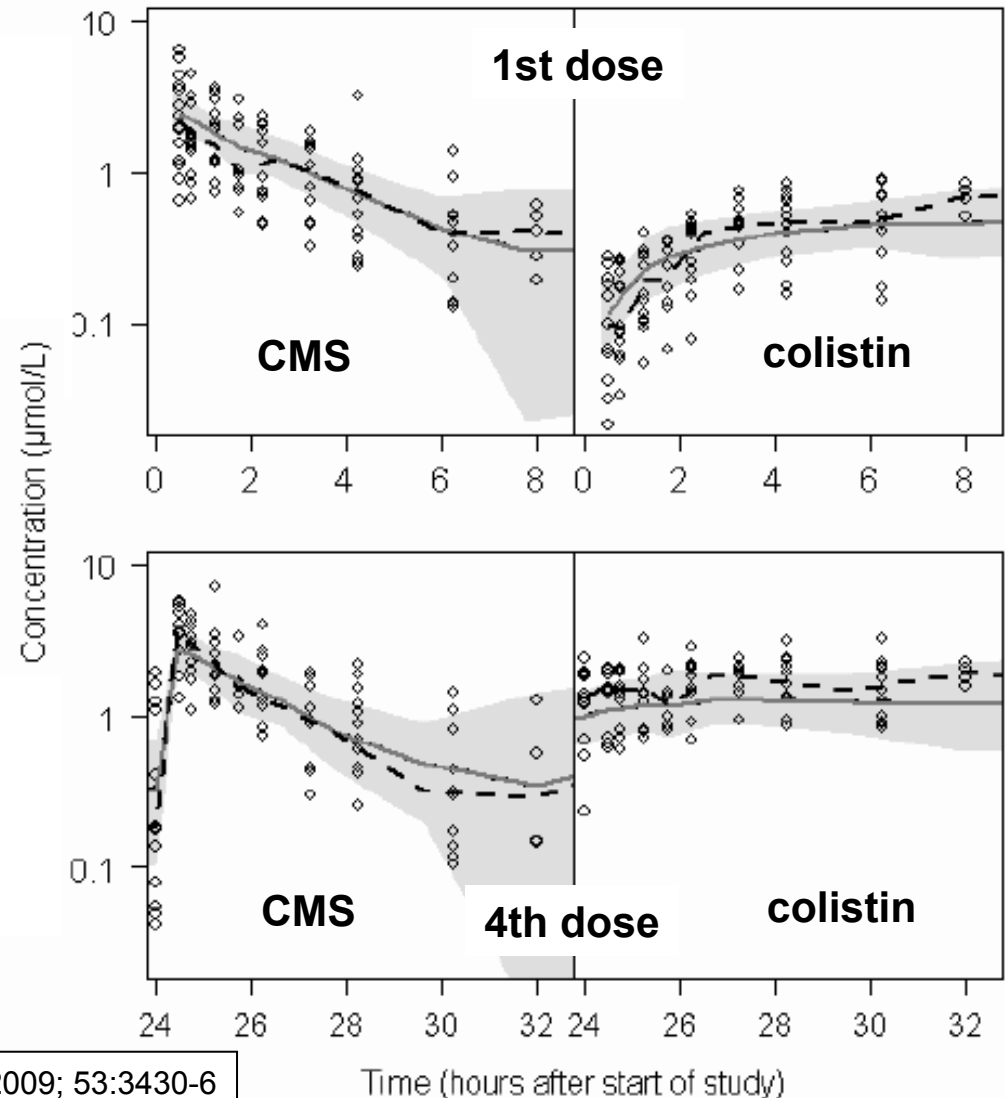 10
1
0.1
1st dose
CMS
colistin
0 2 4 6 8 0 2 4 6 8
Concentration (µmol/L)
10
1
0.1
CMS
4th dose
colistin
24 26 28 30 32 24 26 28 30 32
2009; 53:3430-6
Time (hours after start of study)